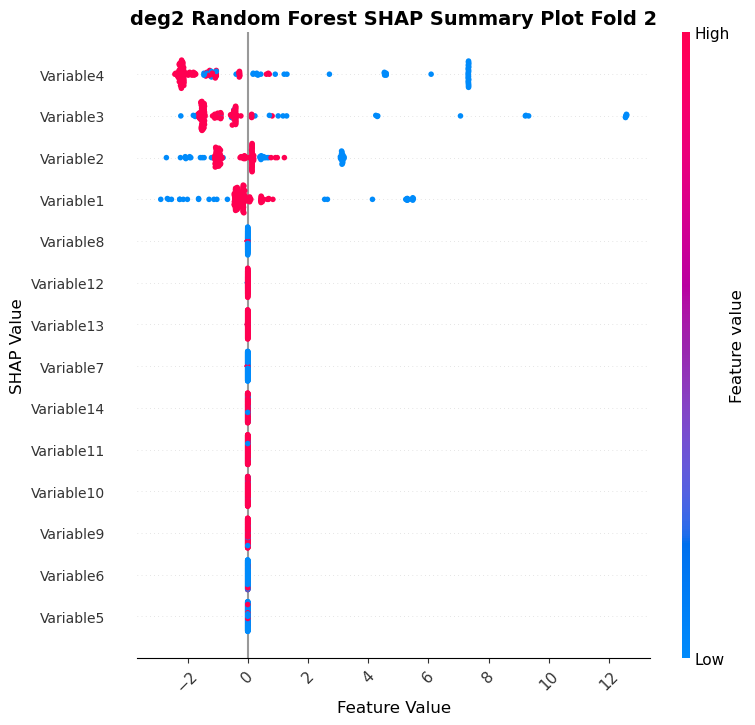 deg2 Random Forest SHAP Summary Plot Fold 2
High
Variable4
Variable3
Variable2
Variable1
Variable8
Variable12
Variable13
Variable7
Variable14
Variable11
Variable10
Variable9
Variable6
Variable5
SHAP Value
Feature value
Low
−2
0
2
4
6
8
10
12
Feature Value